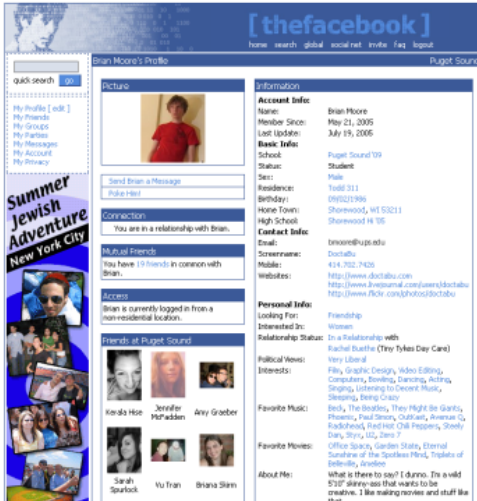 [ thefacebook ]
home search global social net invite faq logout
Brian Moore's Profile
Puget Sound
quick search go
My Profile [ edit ]
My Friends
My Groups
My Parties
My Messages
My Account
My Privacy
Summer
Jewish
Adventure
New York City
Picture
Send Brian a Message
Poke Him!
Connection
You are in a relationship with Brian.
Mutual Friends
You have 19 friends in common with
Brian.
Access
Brian is currently logged in from a
non-residential location.
Friends at Puget Sound
Kerala Hise
Jennifer
McFadden
Amy Graeber
Sarah
Spurlock
Vu Tran
Briana Skirm
Information
Account Info:
Name: Brian Moore
Member Since: May 21, 2005
Last Update: July 19, 2005
Basic Info:
School: Puget Sound '09
Status: Student
Sex: Male
Residence: Todd 311
Birthday: 09/02/1986
Home Town: Shorewood, WI 53211
High School: Shorewood Hi '05
Contact Info:
Email: bmoore@ups.edu
Screenname: DoctaBu
Mobile: 414.702.7426
Websites: http://www.doctabu.com
http://www.livejournal.com/users/doctabu
http://www.flickr.com/photos/doctabu
Personal Info:
Looking For: Friendship
Interested In: Women
Relationship Status: In a Relationship with
Rachel Buethe (Tiny Tykes Day Care)
Political Views: Very Liberal
Interests: Film, Graphic Design, Video Editing,
Computers, Bowling, Dancing, Acting,
Singing, Listening to Decent Music,
Sleeping, Being Crazy
Favorite Music: Beck, The Beatles, They Might Be Giants,
Phoenix, Paul Simon, OutKast, Avenue Q,
Radiohead, Red Hot Chili Peppers, Steely
Dan, Styx, U2, Zero 7
Favorite Movies: Office Space, Garden State, Eternal
Sunshine of the Spotless Mind, Triplets of
Belleville, Amelie
About Me: What is there to say? I dunno. I'm a wild
5'10" skinny-ass that wants to be
creative. I like making movies and stuff like